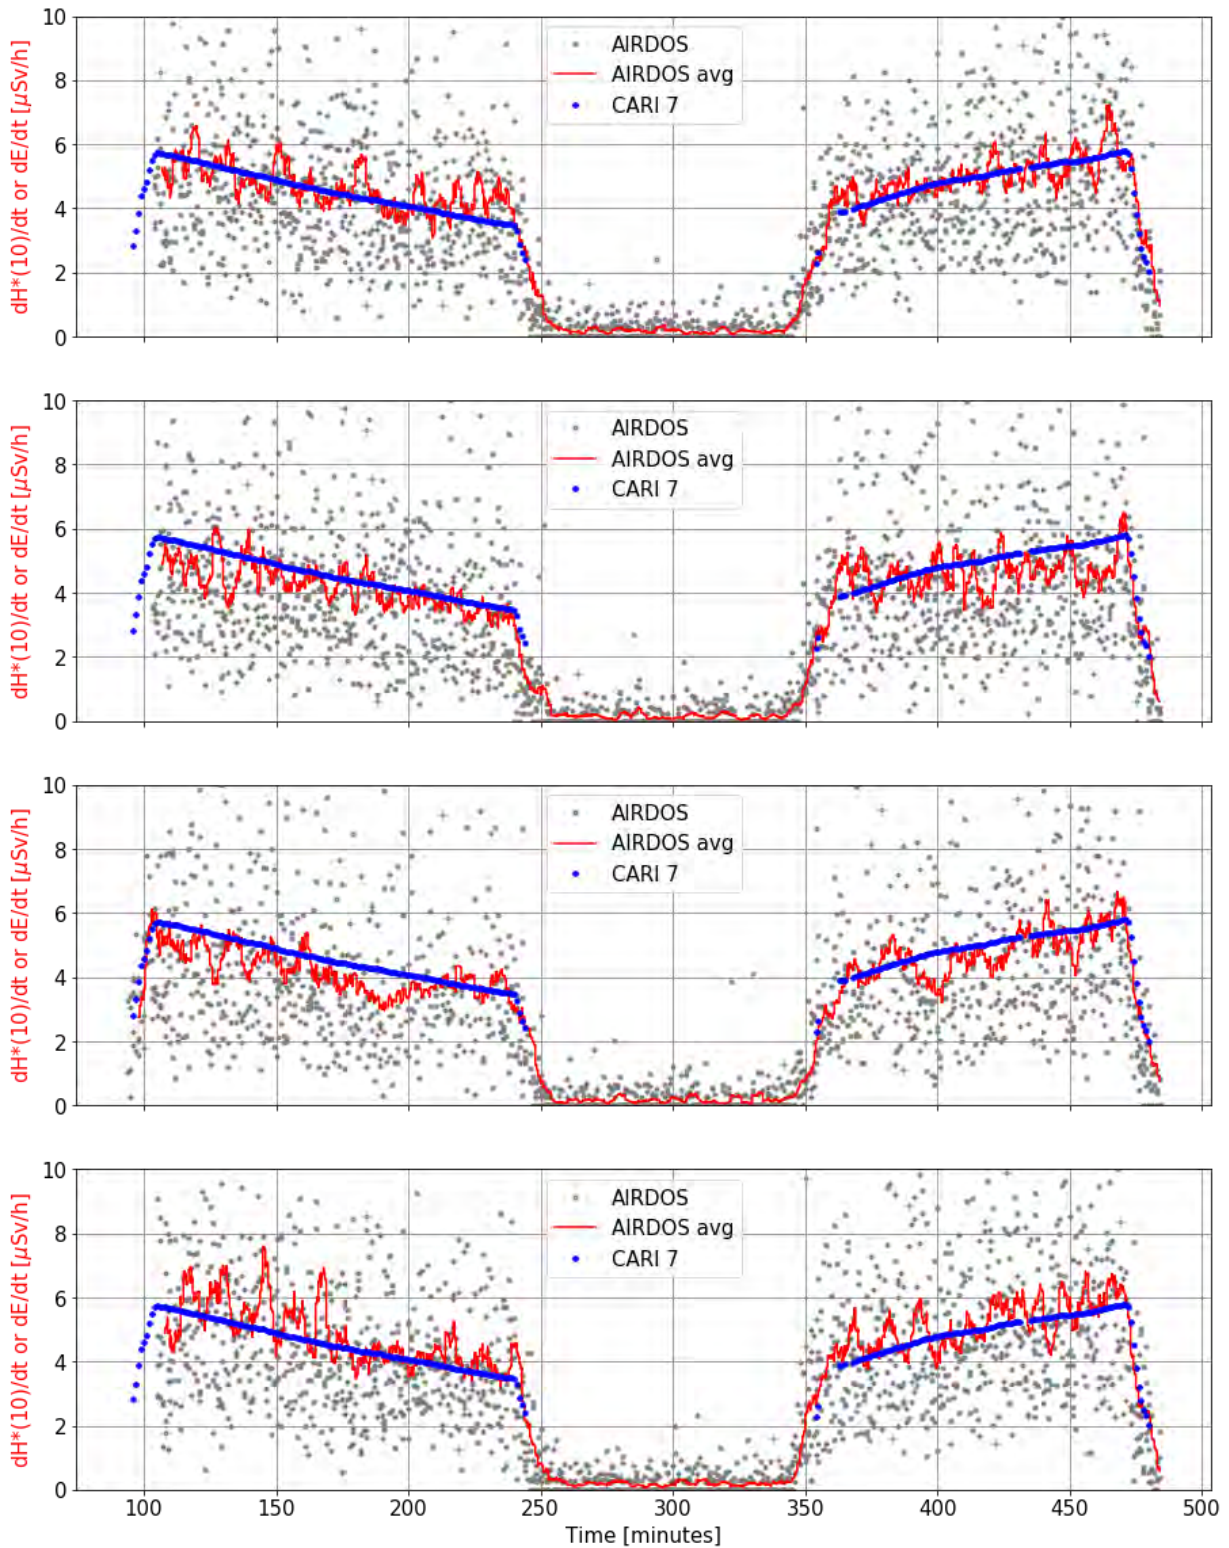 10
8
6
4
2
0
dH*(10)/dt or dE/dt [μSv/h]
AIRDOS
AIRDOS avg
CARI 7
10
8
6
4
2
0
dH*(10)/dt or dE/dt [μSv/h]
AIRDOS
AIRDOS avg
CARI 7
10
8
6
4
2
0
dH*(10)/dt or dE/dt [μSv/h]
AIRDOS
AIRDOS avg
CARI 7
10
8
6
4
2
0
dH*(10)/dt or dE/dt [μSv/h]
AIRDOS
AIRDOS avg
CARI 7
100 150 200 250 300 350 400 450 500
Time [minutes]